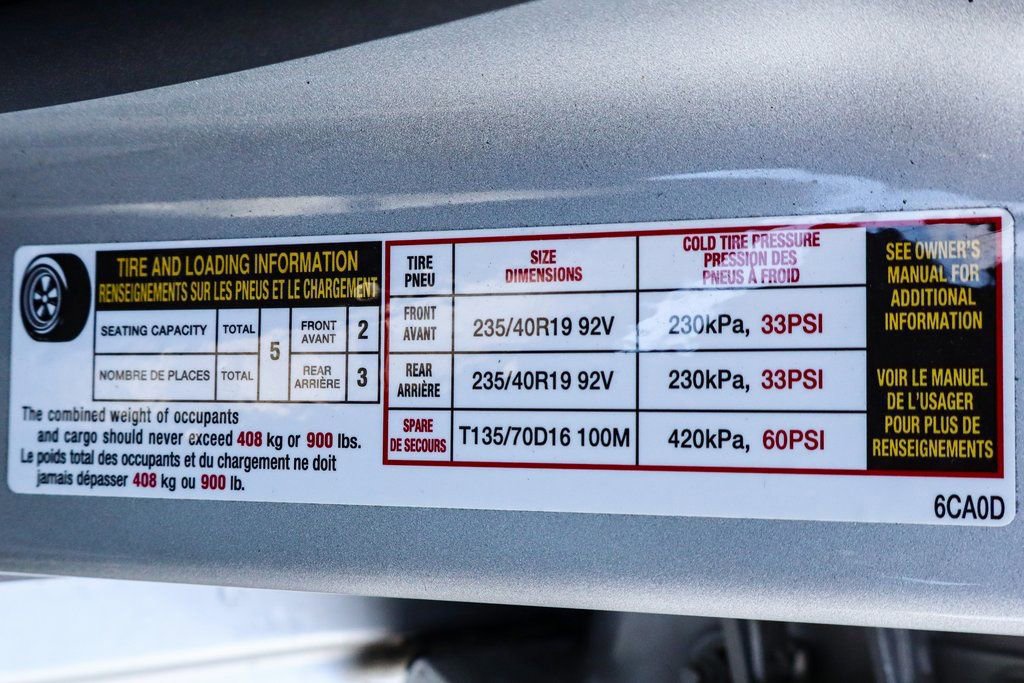 TIRE AND LOADING INFORMATION
RENSEIGNEMENTS SUR LES PNEUS ET LE CHARGEMENT
SEATING CAPACITY TOTAL 5 FRONT AVANT 2
NOMBRE DE PLACES TOTAL REAR ARRIÈRE 3
The combined weight of occupants
and cargo should never exceed 408 kg or 900 lbs.
Le poids total des occupants et du chargement ne doit
jamais dépasser 408 kg ou 900 lb.
TIRE PNEU SIZE DIMENSIONS COLD TIRE PRESSURE PRESSION DES PNEUS À FROID
FRONT AVANT 235/40R19 92V 230kPa, 33PSI
REAR ARRIÈRE 235/40R19 92V 230kPa, 33PSI
SPARE DE SECOURS T135/70D16 100M 420kPa, 60PSI
SEE OWNER'S
MANUAL FOR
ADDITIONAL
INFORMATION
VOIR LE MANUEL
DE L'USAGER
POUR PLUS DE
RENSEIGNEMENTS
6CA0D